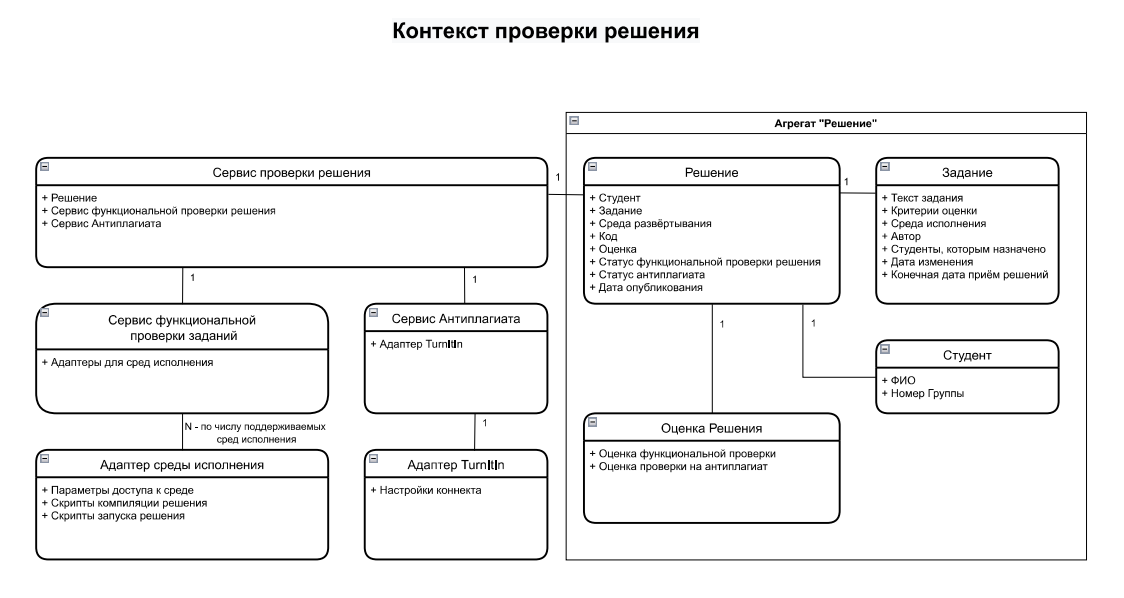 Контекст проверки решения
Агрегат "Решение"
Сервис проверки решения
+ Решение
+ Сервис функциональной проверки решения
+ Сервис Антиплагиата
1
Решение
+ Студент
+ Задание
+ Среда развёртывания
+ Код
+ Оценка
+ Статус функциональной проверки решения
+ Статус антиплагиата
+ Дата опубликования
1
Задание
+ Текст задания
+ Критерии оценки
+ Среда исполнения
+ Автор
+ Студенты, которым назначено
+ Дата изменения
+ Конечная дата приём решений
1
1
1
1
Сервис функциональной
проверки заданий
+ Адаптеры для сред исполнения
Сервис Антиплагиата
+ Адаптер TurnItIn
Студент
+ ФИО
+ Номер Группы
N - по числу поддерживаемых
сред исполнения
1
Оценка Решения
+ Оценка функциональной проверки
+ Оценка проверки на антиплагиат
Адаптер среды исполнения
+ Параметры доступа к среде
+ Скрипты компиляции решения
+ Скрипты запуска решения
Адаптер TurnItIn
+ Настройки коннекта